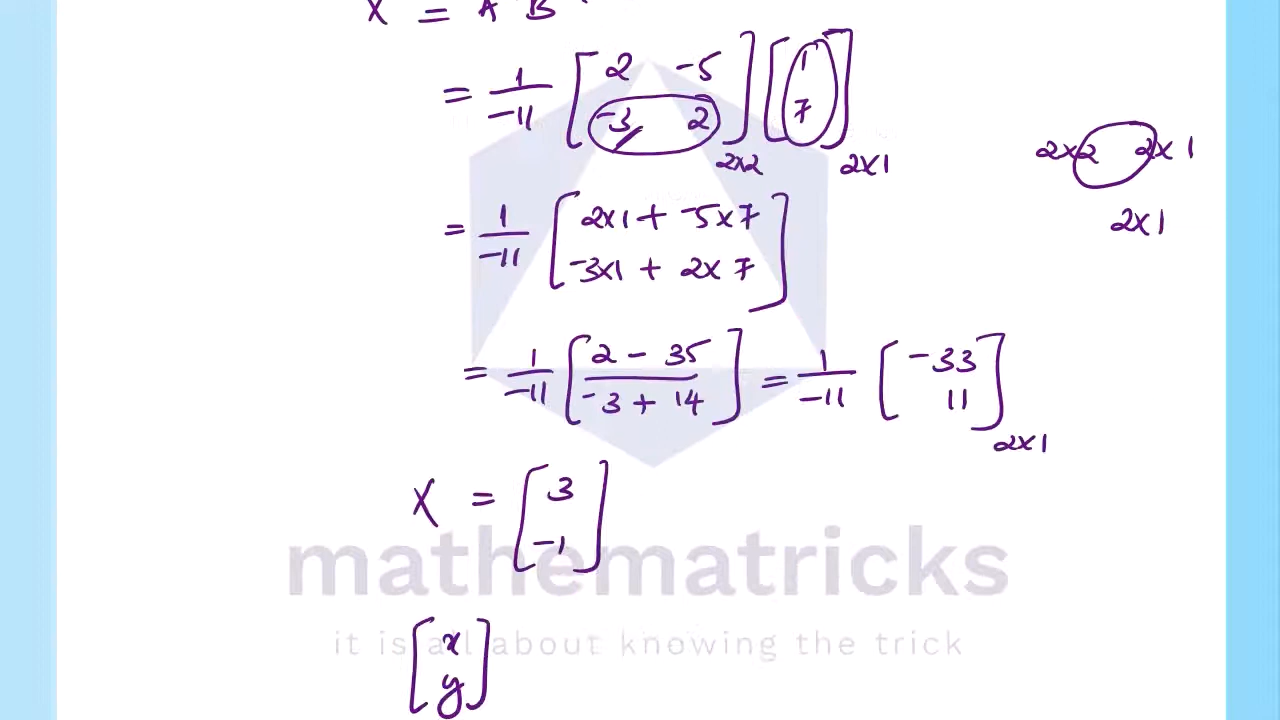 X = A B
= 1/-11 [2 -5 -3 2]2x2 [1 7]2x1
2x2 2x1
2x1
= 1/-11 [2x1 + -5x7
-3x1 + 2x7]
= 1/-11 [2 - 35 -3 + 14] = 1/-11 [-33 11]2x1
X = [3 -1]
mathematricks
it is all about knowing the trick
[x
y]